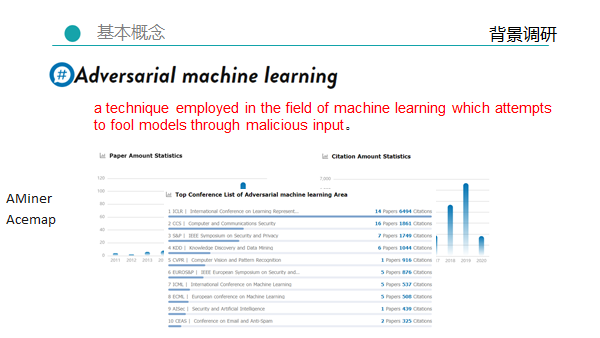 基本概念
背景调研
# Adversarial machine learning
a technique employed in the field of machine learning which attempts
to fool models through malicious input。
AMiner
Acemap
Paper Amount Statistics
Citation Amount Statistics
120
100
80
60
40
20
0
2011 2012 2013
7,000
Top Conference List of Adversarial machine learning Area
1 ICLR | International Conference on Learning Represent... 14 Papers 6494 Citations
2 CCS | Computer and Communications Security 16 Papers 1861 Citations
3 S&P | IEEE Symposium on Security and Privacy 7 Papers 1749 Citations
4 KDD | Knowledge Discovery and Data Mining 6 Papers 1044 Citations
5 CVPR | Computer Vision and Pattern Recognition 1 Papers 916 Citations
6 EUROS&P | IEEE European Symposium on Security and... 5 Papers 876 Citations
7 ICML | International Conference on Machine Learning 5 Papers 537 Citations
8 ECML | European conference on Machine Learning 5 Papers 508 Citations
9 AISec | Security and Artificial Intelligence 1 Papers 439 Citations
10 CEAS | Conference on Email and Anti-Spam 2 Papers 325 Citations
7 2018 2019 2020